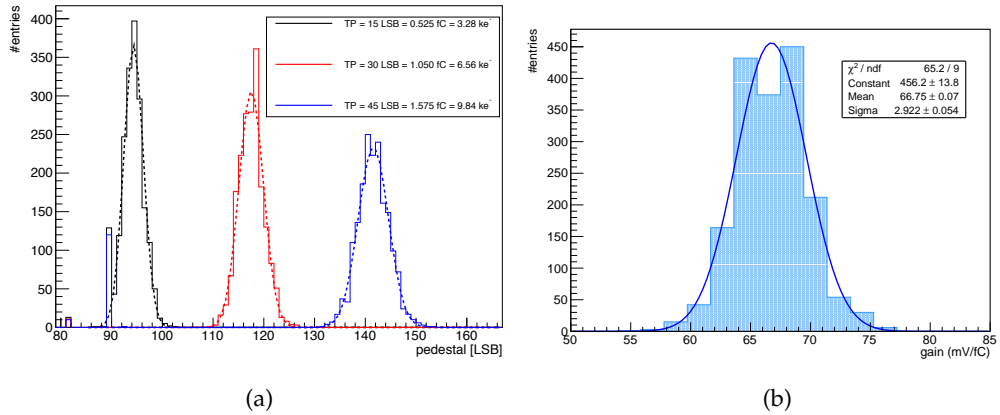 #entries
400
350
300
250
200
150
100
50
0
80 90 100 110 120 130 140 150
pedestal [LSB]
TP = 15 LSB = 0.525 fC = 3.28 ke⁻
TP = 30 LSB = 1.050 fC = 6.56 ke⁻
TP = 45 LSB = 1.575 fC = 9.84 ke⁻
(a)
#entries
450
400
350
300
250
200
150
100
50
0
50 55 60 65 70 75 80 85
gain (mV/fC)
χ² / ndf 65.2 / 9
Constant 456.2 ± 13.8
Mean 66.75 ± 0.07
Sigma 2.922 ± 0.054
(b)